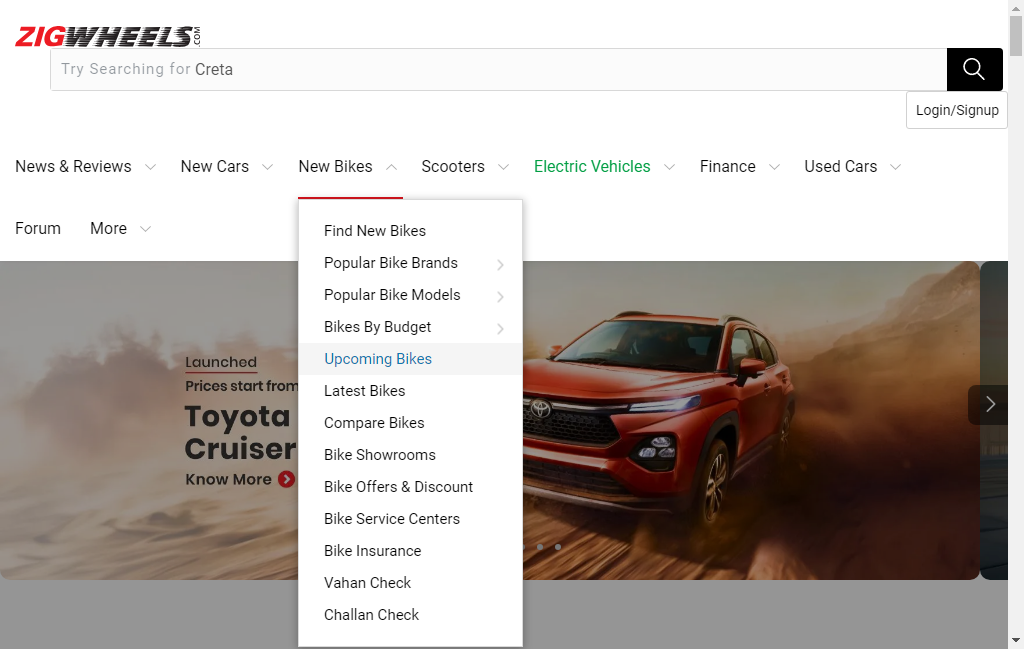 ZIGWHEELS.COM
Try Searching for Creta
Login/Signup
News & Reviews New Cars New Bikes Scooters Electric Vehicles Finance Used Cars
Forum More
Find New Bikes
Popular Bike Brands
Popular Bike Models
Bikes By Budget
Upcoming Bikes
Latest Bikes
Compare Bikes
Bike Showrooms
Bike Offers & Discount
Bike Service Centers
Bike Insurance
Vahan Check
Challan Check
Launched
Prices start from
Toyota
Cruiser
Know More